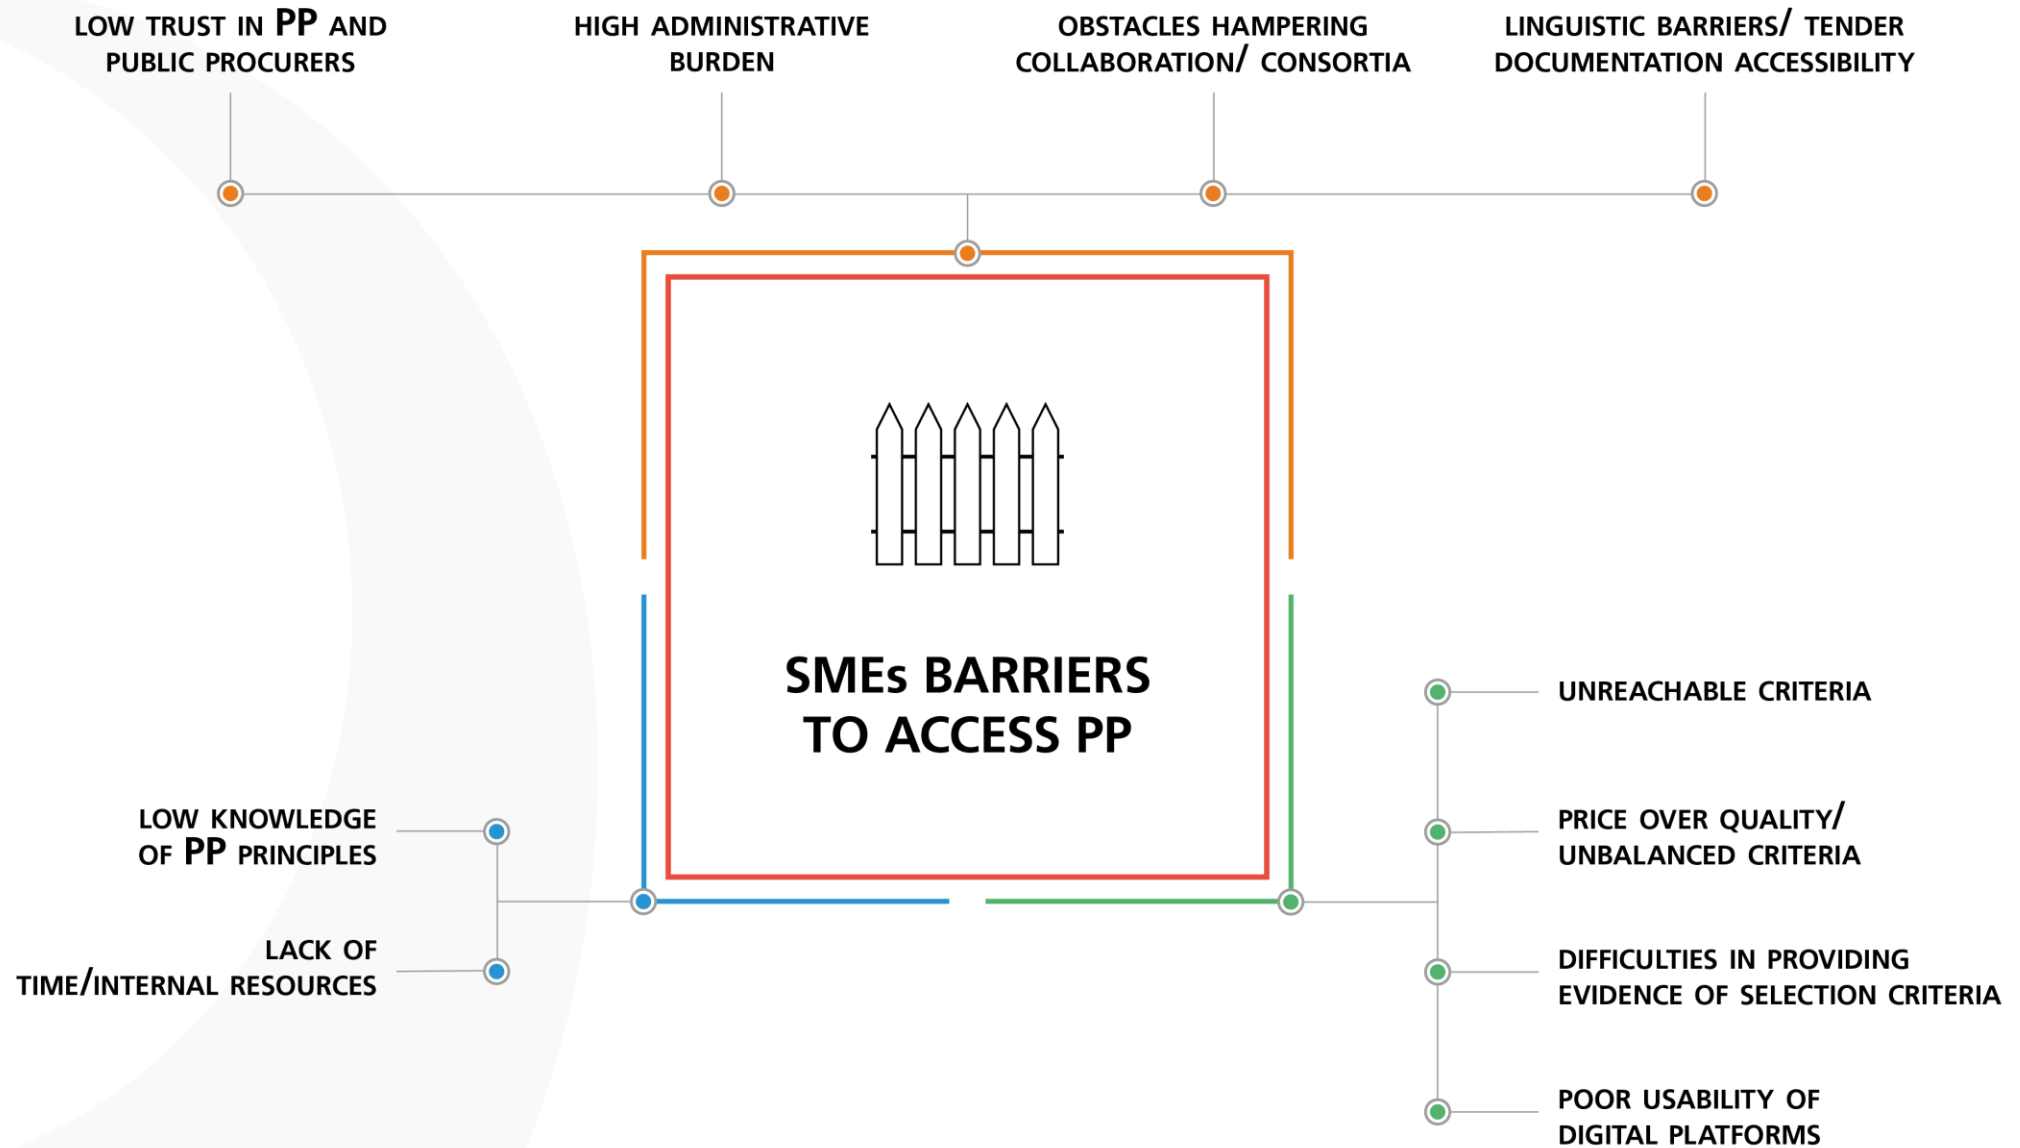 LOW TRUST IN PP AND
PUBLIC PROCURERS
HIGH ADMINISTRATIVE
BURDEN
OBSTACLES HAMPERING
COLLABORATION/ CONSORTIA
LINGUISTIC BARRIERS/ TENDER
DOCUMENTATION ACCESSIBILITY
SMEs BARRIERS
TO ACCESS PP
LOW KNOWLEDGE
OF PP PRINCIPLES
LACK OF
TIME/INTERNAL RESOURCES
UNREACHABLE CRITERIA
PRICE OVER QUALITY/
UNBALANCED CRITERIA
DIFFICULTIES IN PROVIDING
EVIDENCE OF SELECTION CRITERIA
POOR USABILITY OF
DIGITAL PLATFORMS